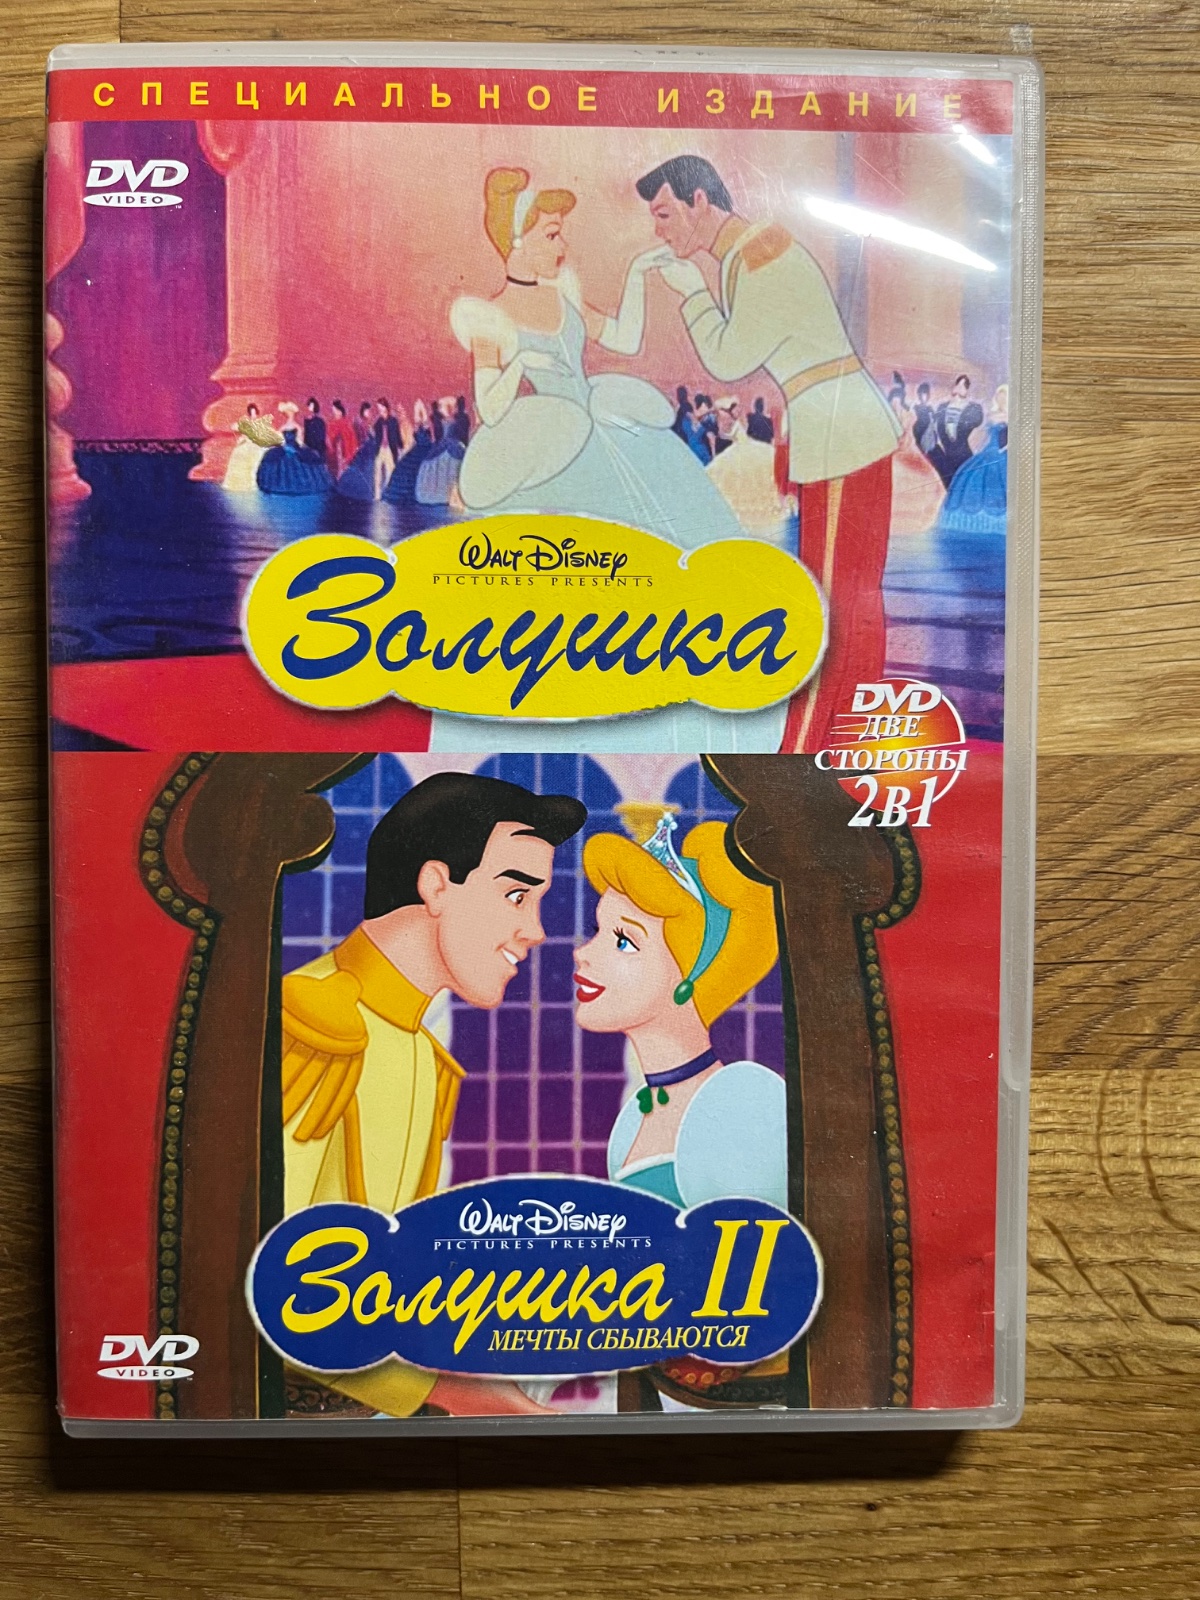 СПЕЦИАЛЬНОЕ ИЗДАНИЕ
DVD
VIDEO
WALT DISNEY
PICTURES PRESENTS
Золушка
DVD
ДВЕ
СТОРОНЫ
2В1
WALT DISNEY
PICTURES PRESENTS
Золушка II
МЕЧТЫ СБЫВАЮТСЯ
DVD
VIDEO